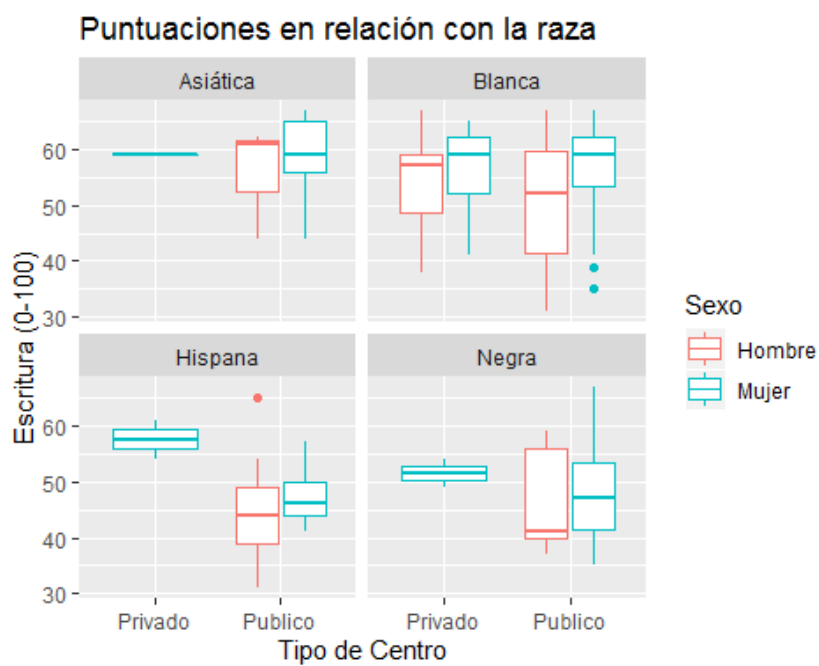 Puntuaciones en relación con la raza
Asiática
Blanca
60
50
40
30
Hispana
Negra
60
50
40
30
Privado
Publico
Privado
Publico
Tipo de Centro
Escritura (0-100)
Sexo
Hombre
Mujer